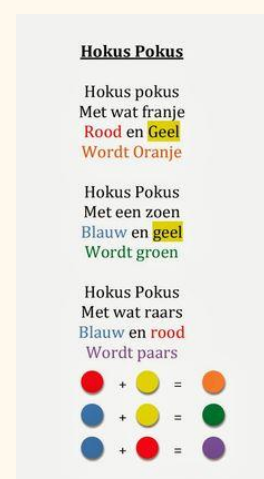 Hokus Pokus
Hokus pokus
Met wat franje
Rood en Geel
Wordt Oranje
Hokus Pokus
Met een zoen
Blauw en geel
Wordt groen
Hokus Pokus
Met wat raars
Blauw en rood
Wordt paars
+ =
+ =
+ =